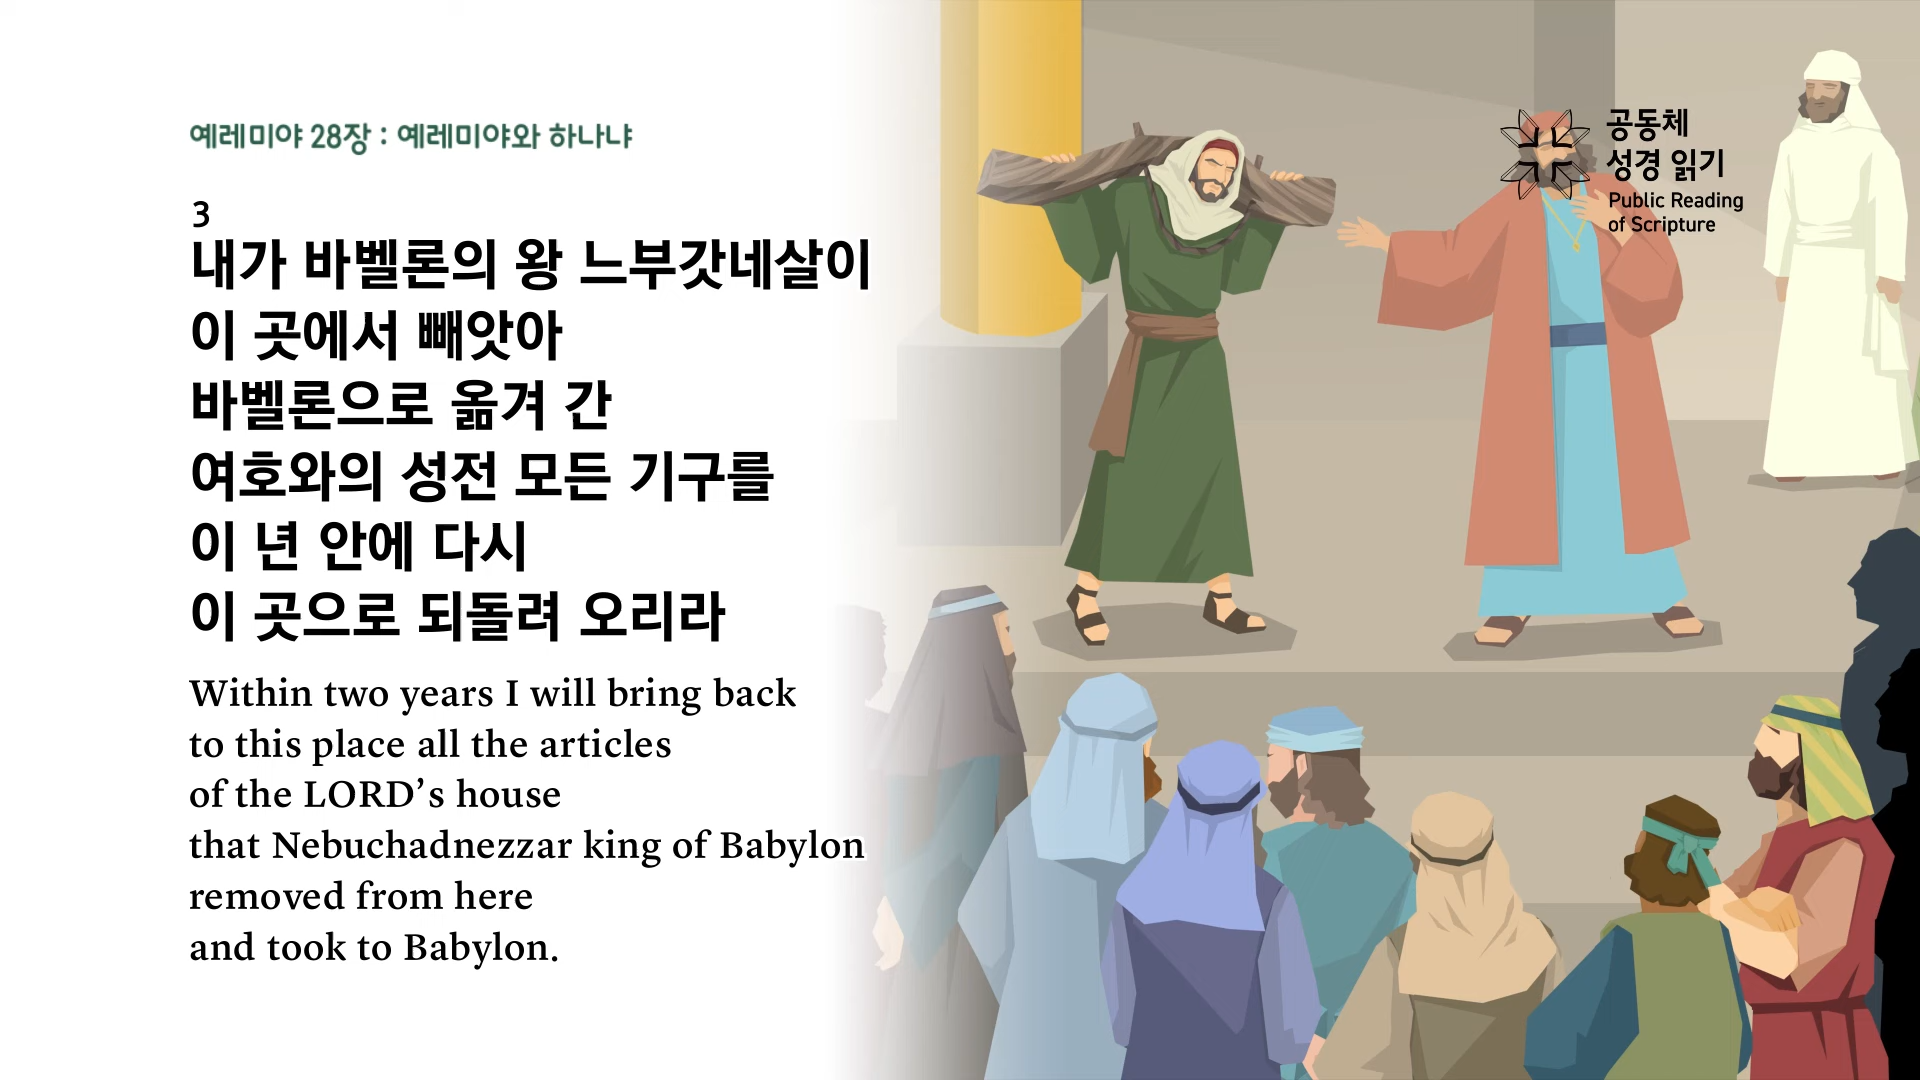 예레미야 28장 : 예레미야와 하나냐
3
내가 바벨론의 왕 느부갓네살이
이 곳에서 빼앗아
바벨론으로 옮겨 간
여호와의 성전 모든 기구를
이 년 안에 다시
이 곳으로 되돌려 오리라
Within two years I will bring back
to this place all the articles
of the LORD’s house
that Nebuchadnezzar king of Babylon
removed from here
and took to Babylon.
공동체
성경 읽기
Public Reading
of Scripture